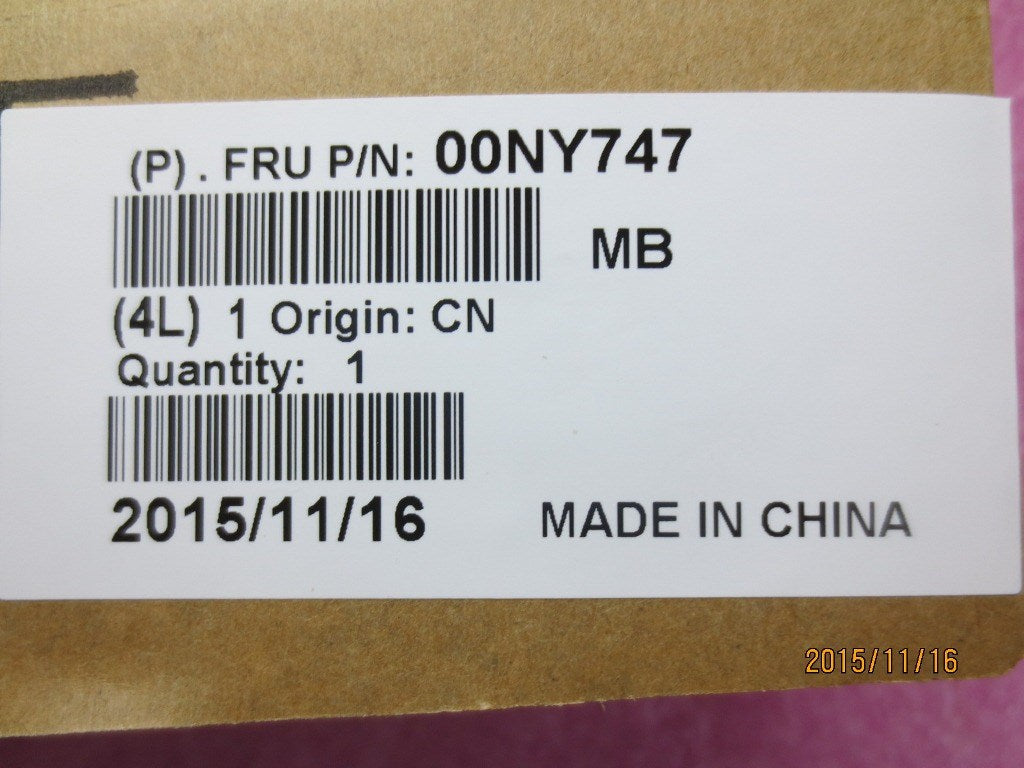 (P) . FRU P/N: 00NY747
MB
(4L) 1 Origin: CN
Quantity: 1
2015/11/16
MADE IN CHINA
2015/11/16